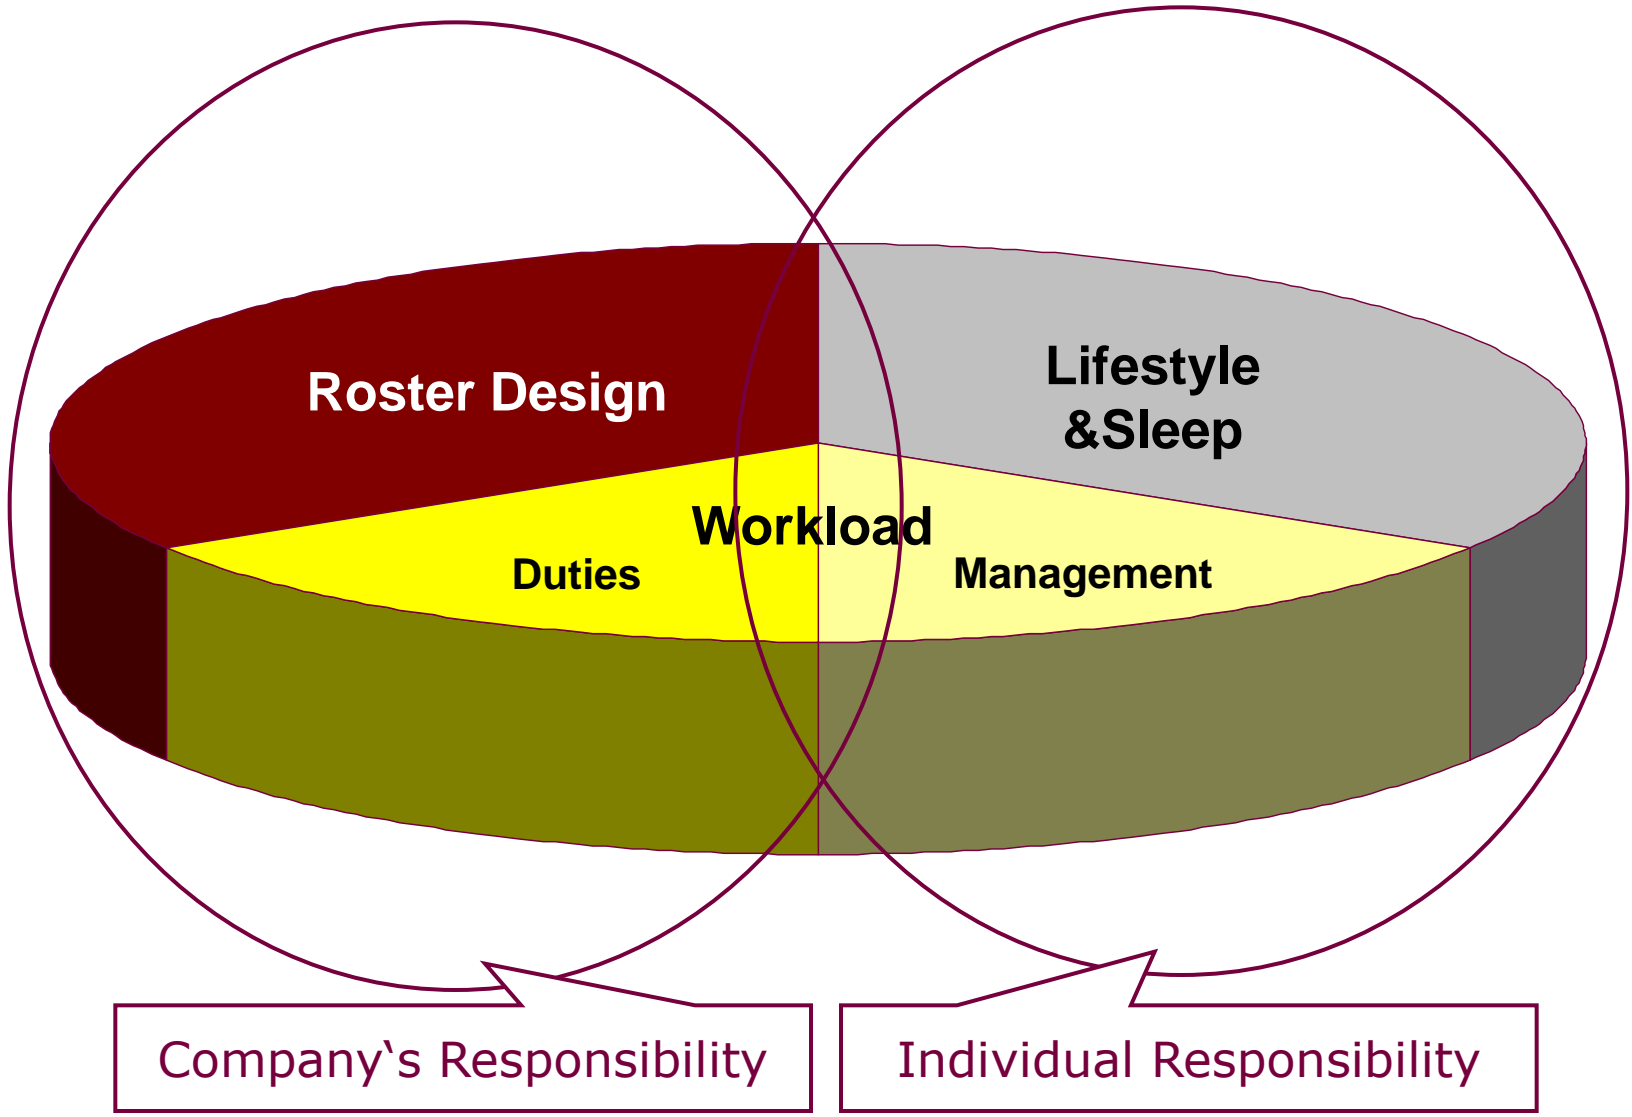 Roster Design
Lifestyle
&Sleep
Workload
Duties
Management
Company‘s Responsibility
Individual Responsibility